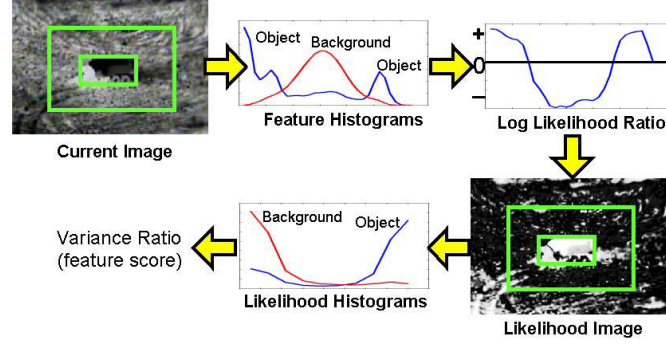 Object
Background
Object
Feature Histograms
+
0
−
Log Likelihood Ratio
Current Image
Variance Ratio
(feature score)
Background
Object
Likelihood Histograms
Likelihood Image